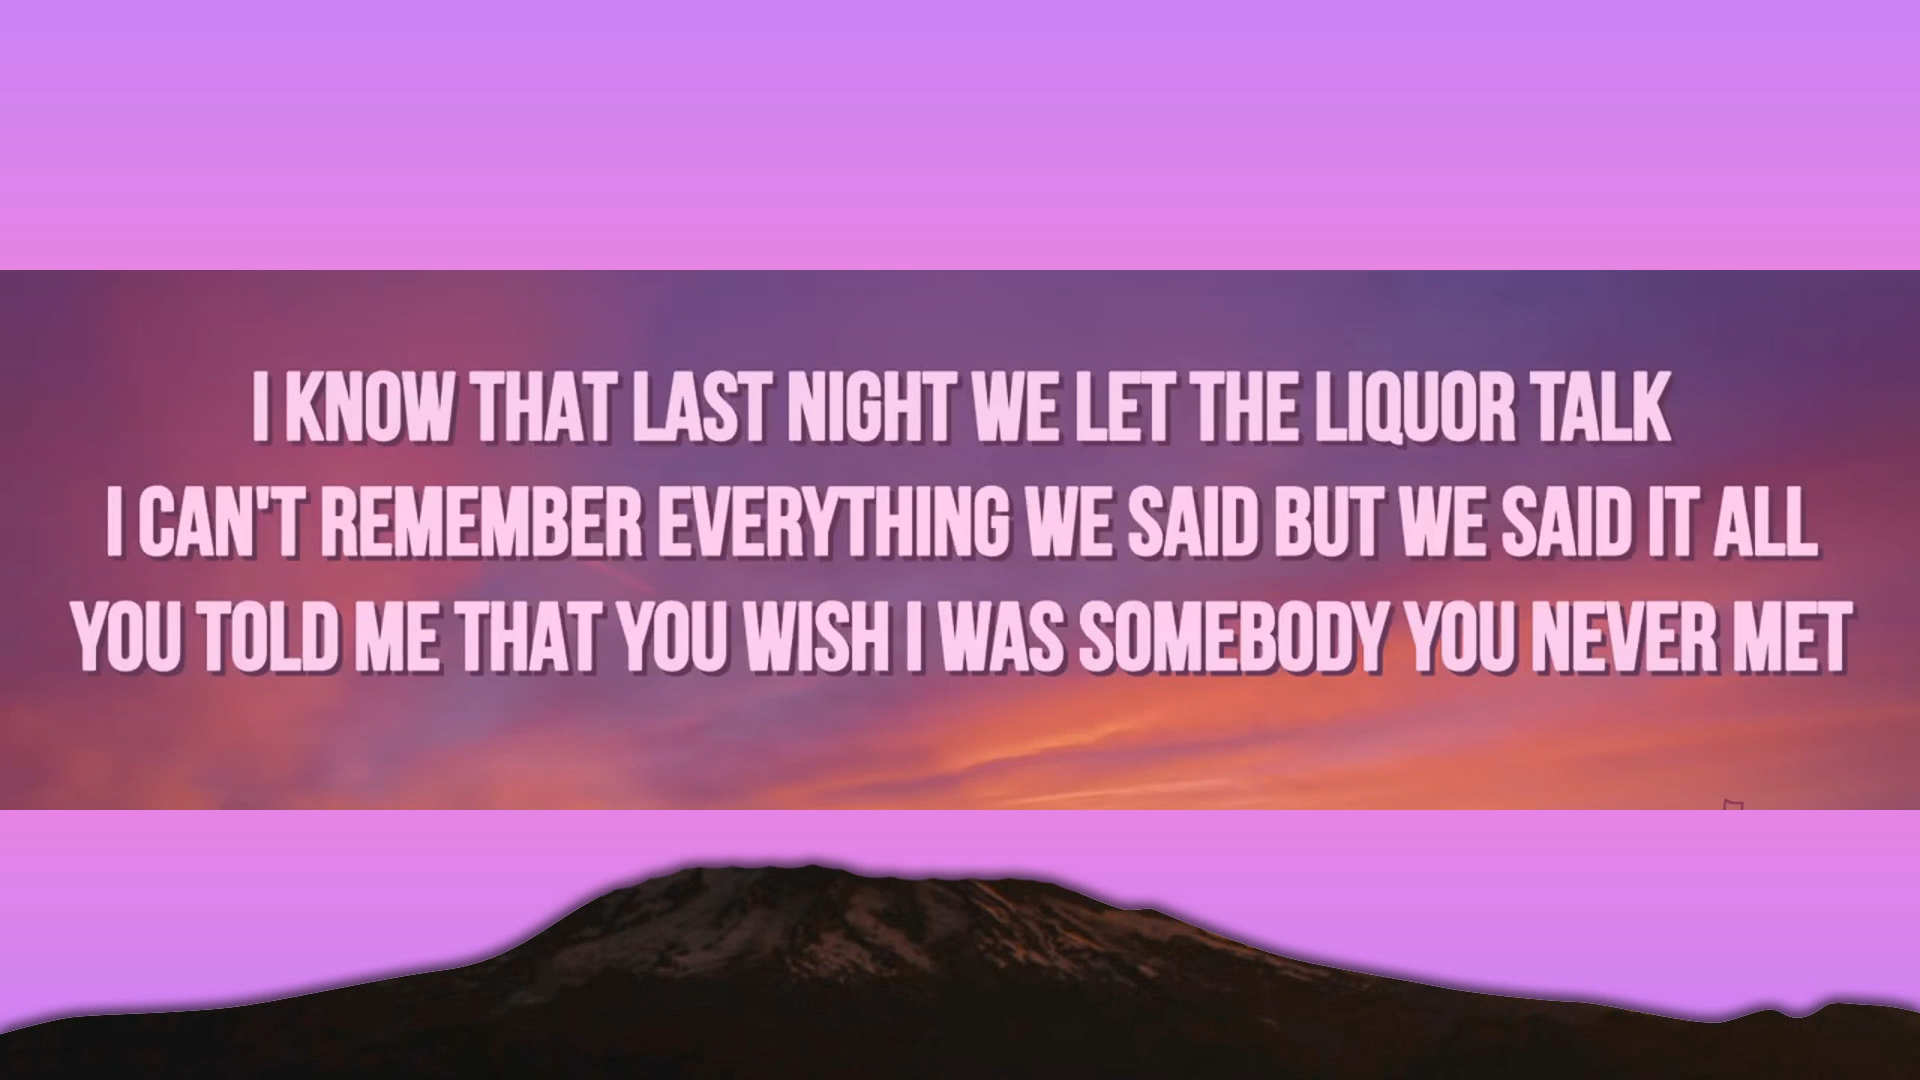 I KNOW THAT LAST NIGHT WE LET THE LIQUOR TALK
I CAN'T REMEMBER EVERYTHING WE SAID BUT WE SAID IT ALL
YOU TOLD ME THAT YOU WISH I WAS SOMEBODY YOU NEVER MET